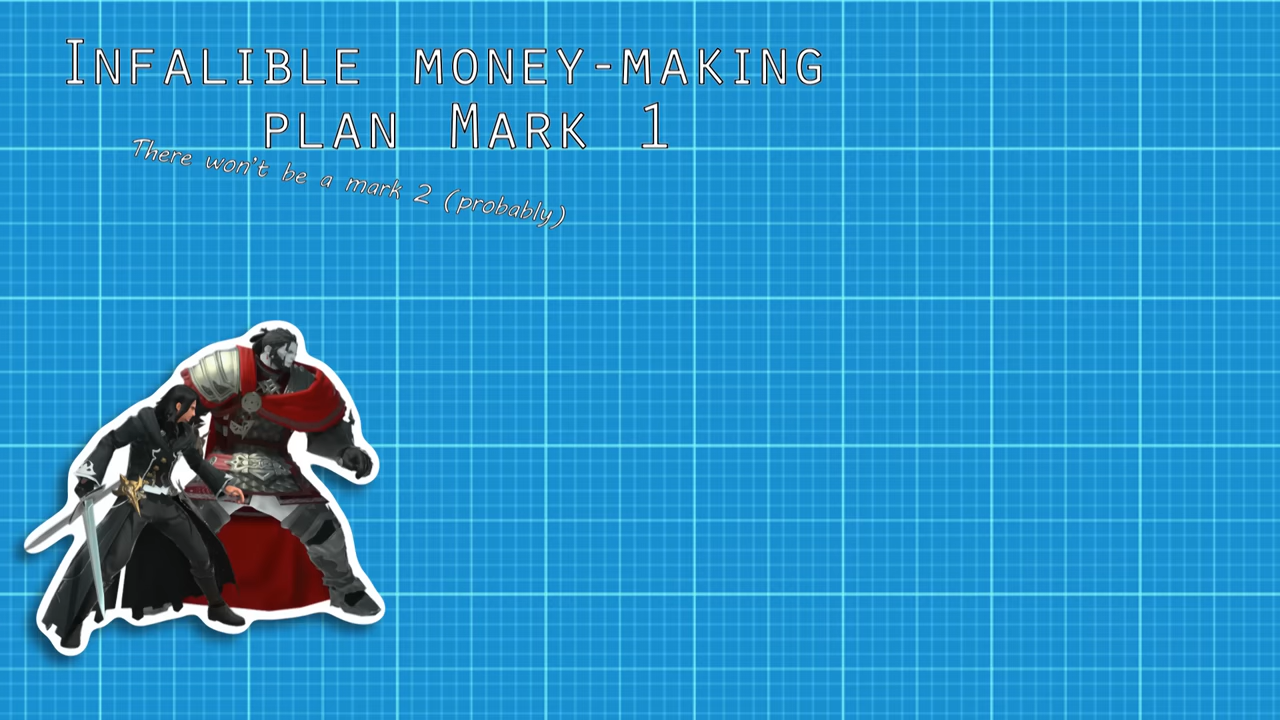 Infalible money-making
plan Mark 1
There won't be a mark 2 (probably)